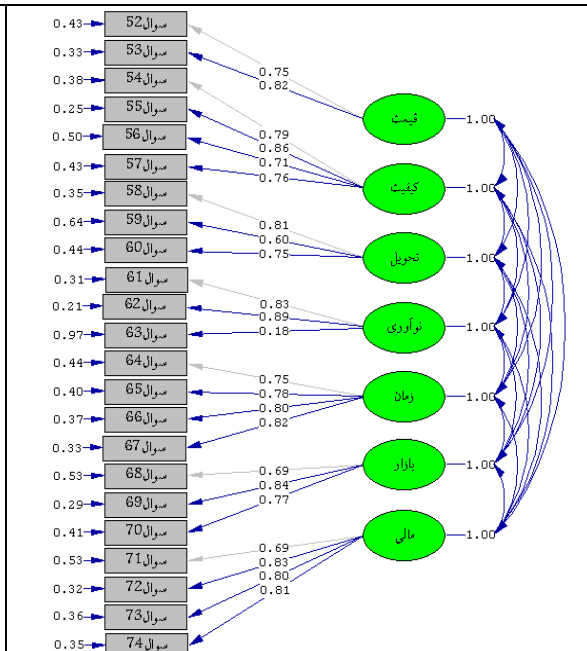 0.43 سوال52
0.33 سوال53
0.38 سوال54
0.25 سوال55
0.50 سوال56
0.43 سوال57
0.35 سوال58
0.64 سوال59
0.44 سوال60
0.31 سوال61
0.21 سوال62
0.97 سوال63
0.44 سوال64
0.40 سوال65
0.37 سوال66
0.33 سوال67
0.53 سوال68
0.29 سوال69
0.41 سوال70
0.53 سوال71
0.32 سوال72
0.36 سوال73
0.35 سوال74
0.75
0.82
قیمت 1.00
0.79
0.86
0.71
0.76
کیفیت 1.00
0.81
0.60
0.75
تحویل 1.00
0.83
0.89
0.18
نوآوری 1.00
0.75
0.78
0.80
0.82
زمان 1.00
0.69
0.84
0.77
بازار 1.00
0.69
0.83
0.80
0.81
مالی 1.00